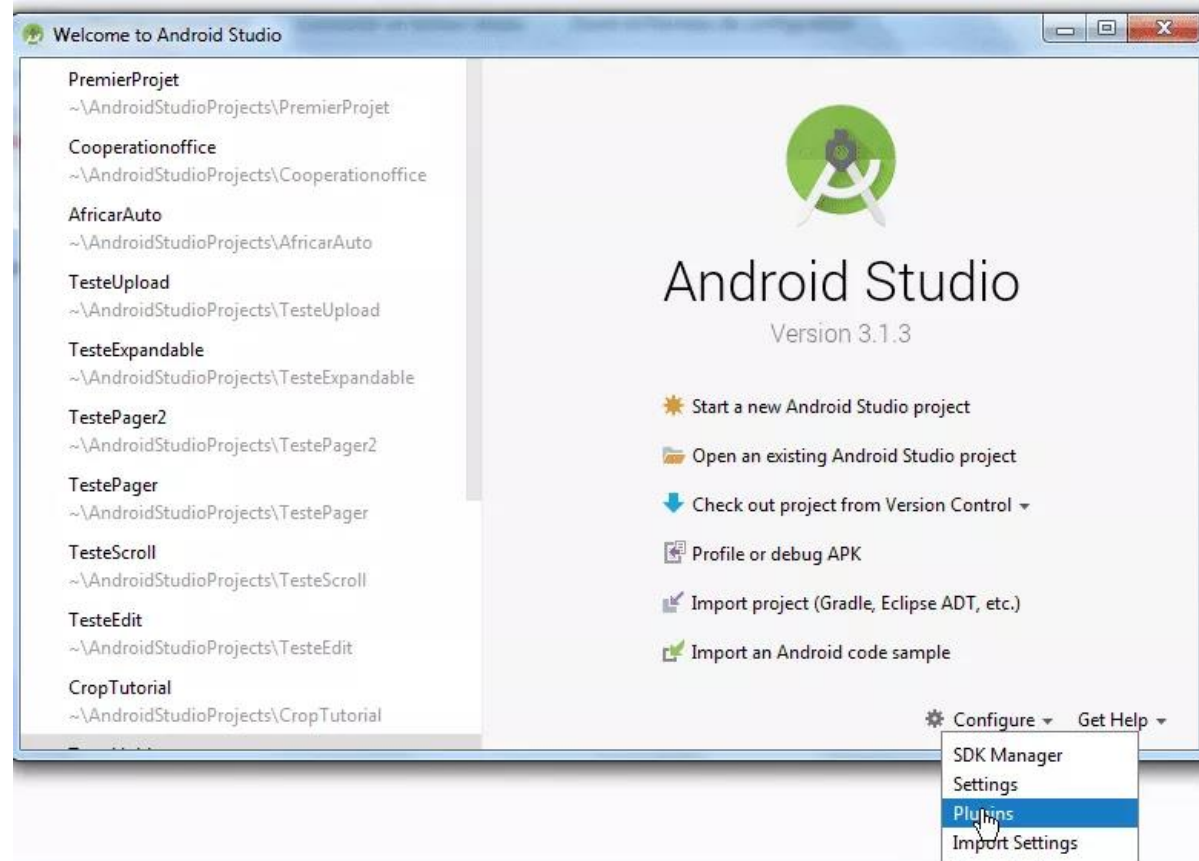 Welcome to Android Studio
PremierProjet
~\AndroidStudioProjects\PremierProjet
Cooperationoffice
~\AndroidStudioProjects\Cooperationoffice
AfricarAuto
~\AndroidStudioProjects\AfricarAuto
TesteUpload
~\AndroidStudioProjects\TesteUpload
TesteExpandable
~\AndroidStudioProjects\TesteExpandable
TestePager2
~\AndroidStudioProjects\TestePager2
TestePager
~\AndroidStudioProjects\TestePager
TesteScroll
~\AndroidStudioProjects\TesteScroll
TesteEdit
~\AndroidStudioProjects\TesteEdit
CropTutorial
~\AndroidStudioProjects\CropTutorial
Android Studio
Version 3.1.3
Start a new Android Studio project
Open an existing Android Studio project
Check out project from Version Control
Profile or debug APK
Import project (Gradle, Eclipse ADT, etc.)
Import an Android code sample
Configure Get Help
SDK Manager
Settings
Plugins
Import Settings